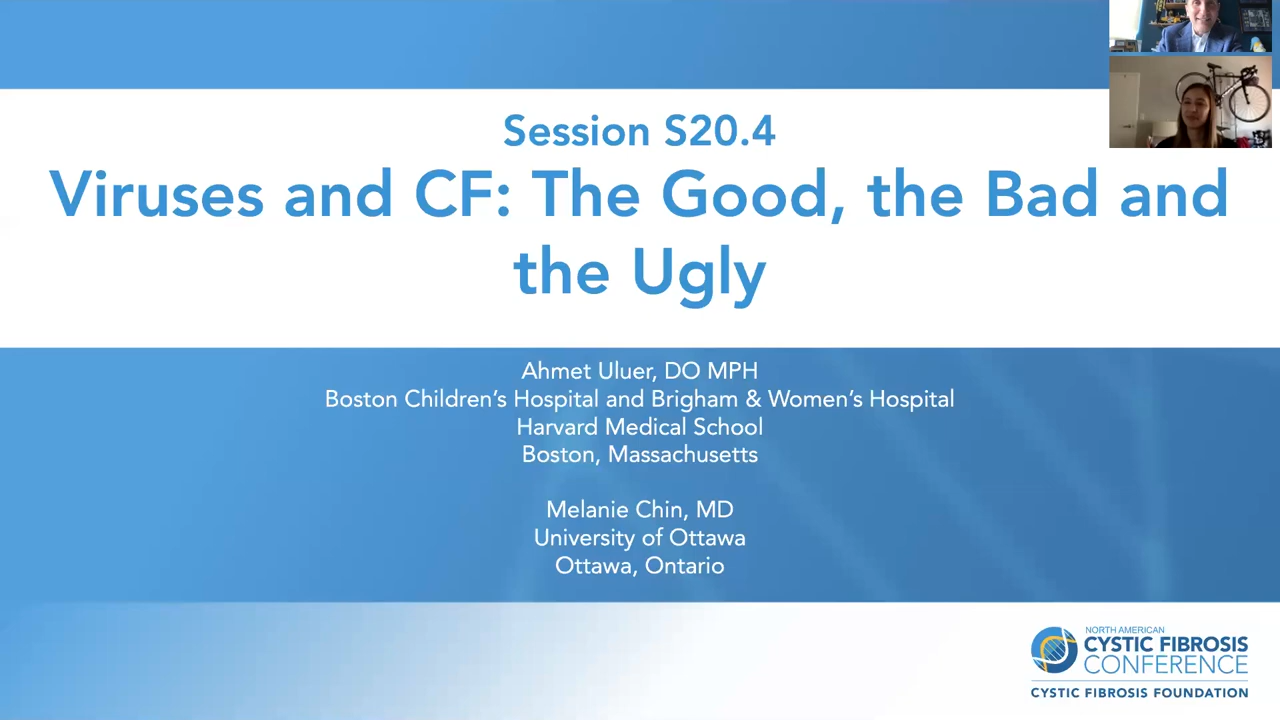 Session S20.4
Viruses and CF: The Good, the Bad and
the Ugly
Ahmet Uluer, DO MPH
Boston Children's Hospital and Brigham & Women's Hospital
Harvard Medical School
Boston, Massachusetts
Melanie Chin, MD
University of Ottawa
Ottawa, Ontario
NORTH AMERICAN
CYSTIC FIBROSIS
CONFERENCE
CYSTIC FIBROSIS FOUNDATION